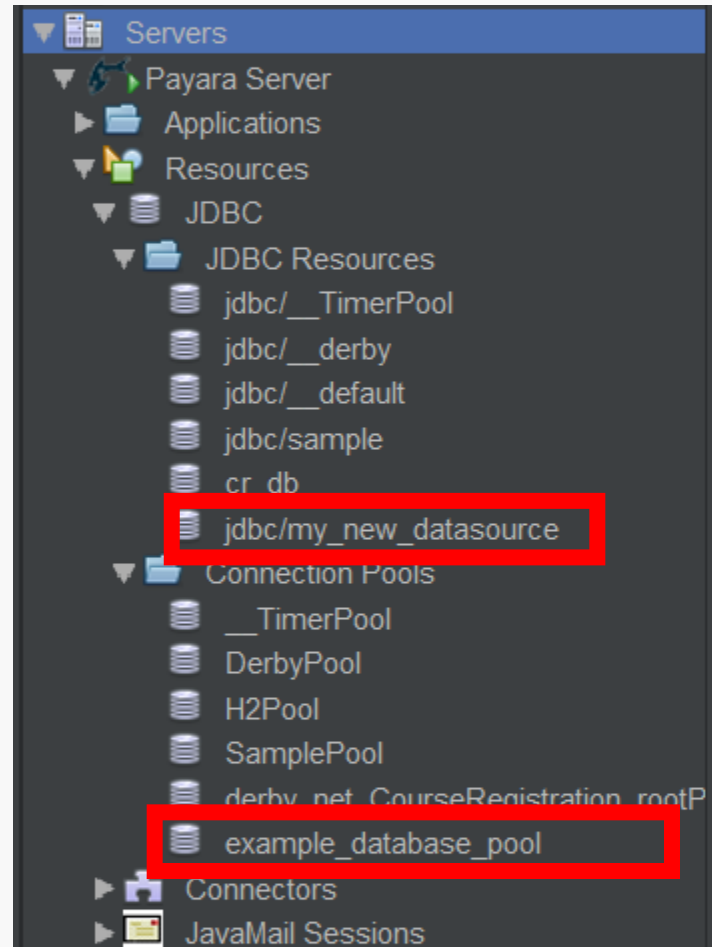 Servers
Payara Server
Applications
Resources
JDBC
JDBC Resources
jdbc/__TimerPool
jdbc/__derby
jdbc/__default
jdbc/sample
cr_db
jdbc/my_new_datasource
Connection Pools
__TimerPool
DerbyPool
H2Pool
SamplePool
derby_net_CourseRegistration_rootP
example_database_pool
Connectors
JavaMail Sessions